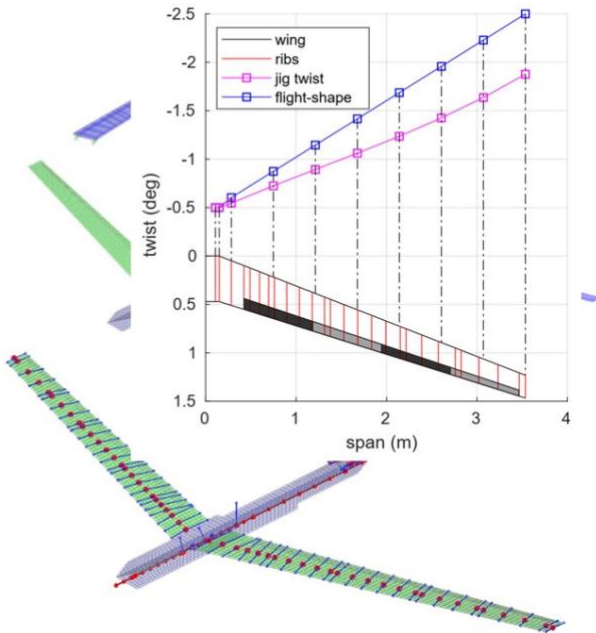 -2.5
-2
-1.5
-1
-0.5
0
0.5
1
1.5
twist (deg)
wing
ribs
jig twist
flight-shape
0 1 2 3 4
span (m)